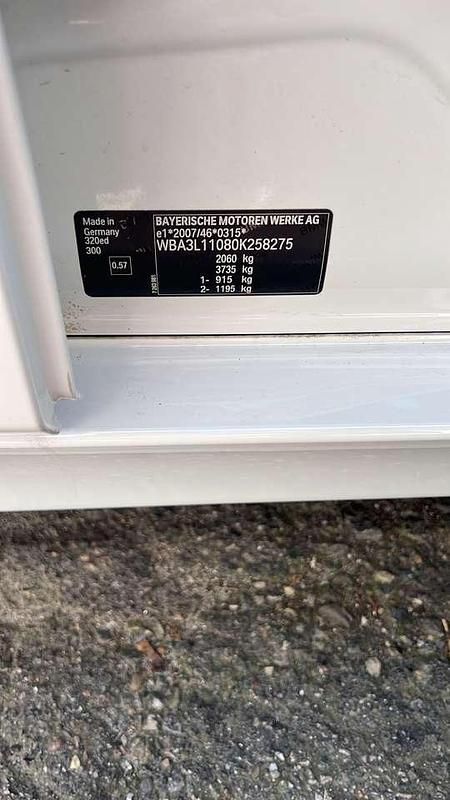 Made in
Germany
320ed
300
0.57
BAYERISCHE MOTOREN WERKE AG
e1*2007/46*0315*
WBA3L11080K258275
2060 kg
3735 kg
1- 915 kg
2- 1195 kg